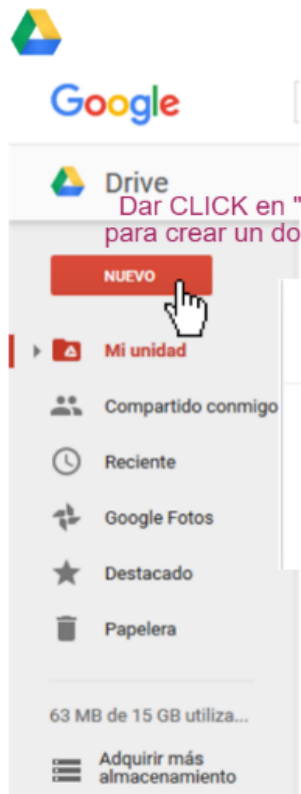 Google
Drive
Dar CLICK en "
para crear un do
NUEVO
Mi unidad
Compartido conmigo
Reciente
Google Fotos
Destacado
Papelera
63 MB de 15 GB utiliza...
Adquirir más
almacenamiento